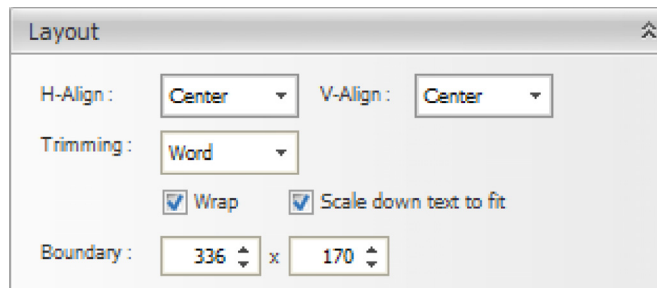 Layout
H-Align : Center V-Align : Center
Trimming : Word
Wrap Scale down text to fit
Boundary : 336 x 170